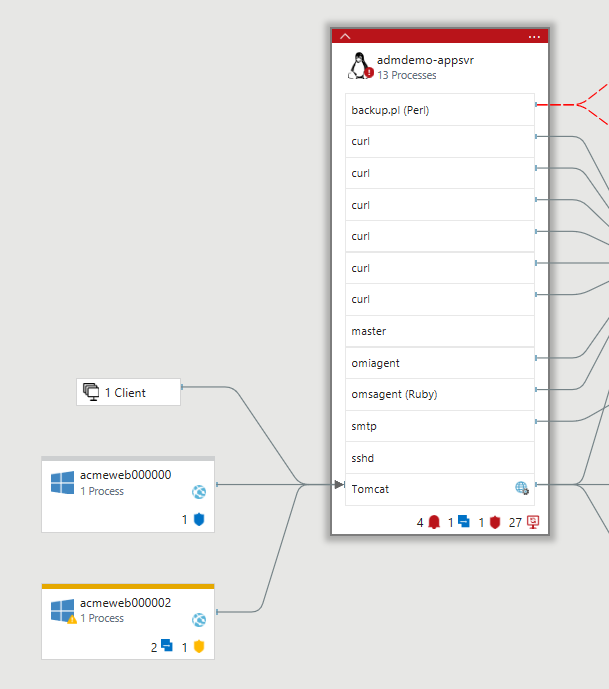 admdemo-appsvr
13 Processes
backup.pl (Perl)
curl
curl
curl
curl
curl
curl
master
omiagent
omsagent (Ruby)
smtp
sshd
Tomcat
4 1 1 27
1 Client
acmeweb000000
1 Process
1
acmeweb000002
1 Process
2 1